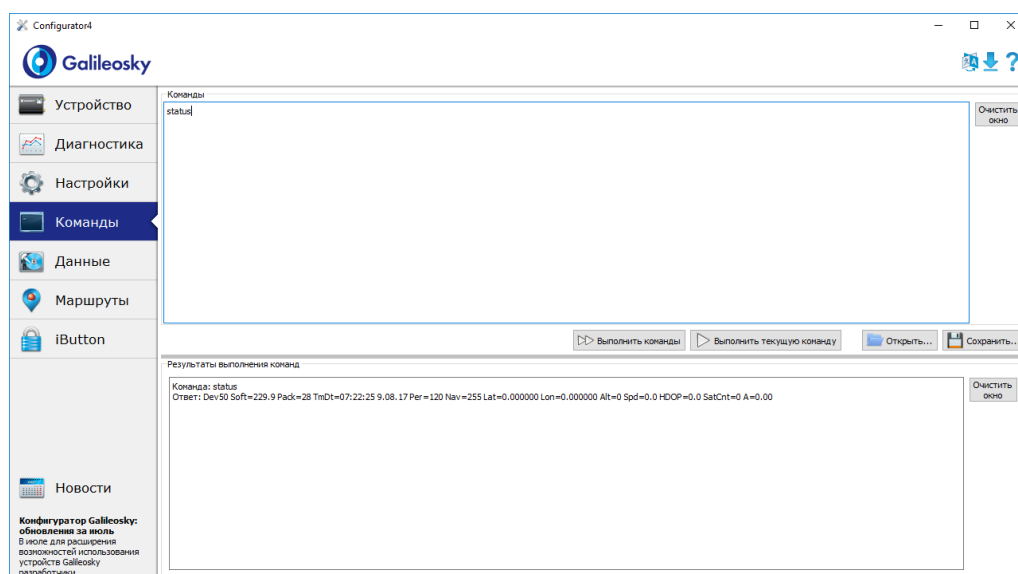 Configurator4
Galileosky
Устройство
Диагностика
Настройки
Команды
Данные
Маршруты
iButton
Новости
Конфигуратор Galileosky:
обновления за июль
В июле для расширения
возможностей использования
устройств Galileosky
разработчики
Команды
status
Очистить
окно
Выполнить команды
Выполнить текущую команду
Открыть...
Сохранить...
Результаты выполнения команд
Команда: status
Ответ: Dev50 Soft=229.9 Pack=28 TmDt=07:22:25 9.08.17 Per=120 Nav=255 Lat=0.000000 Lon=0.000000 Alt=0 Spd=0.0 HDOP=0.0 SatCnt=0 A=0.00
Очистить
окно